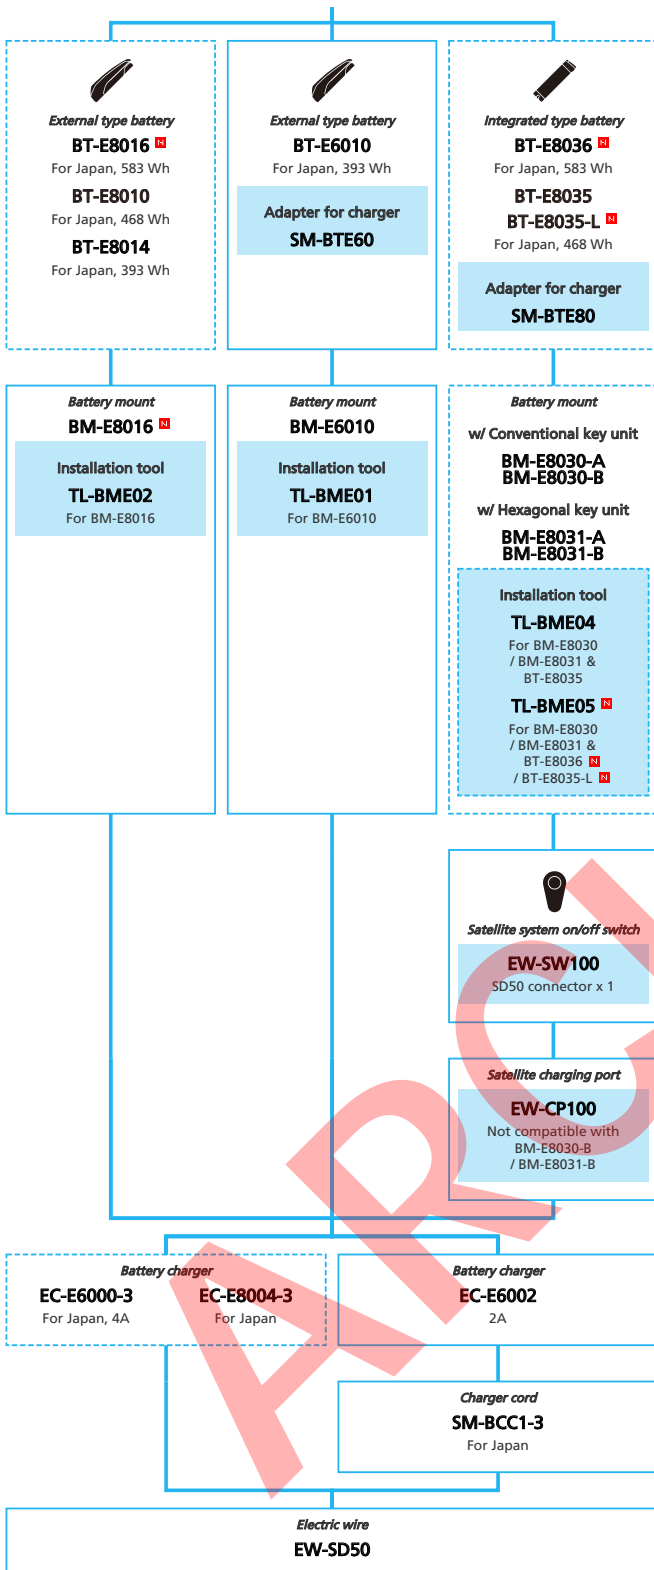 External type battery
BT-E8016 N
For Japan, 583 Wh
BT-E8010
For Japan, 468 Wh
BT-E8014
For Japan, 393 Wh
External type battery
BT-E6010
For Japan, 393 Wh
Adapter for charger
SM-BTE60
Integrated type battery
BT-E8036 N
For Japan, 583 Wh
BT-E8035
BT-E8035-L N
For Japan, 468 Wh
Adapter for charger
SM-BTE80
Battery mount
BM-E8016 N
Installation tool
TL-BME02
For BM-E8016
Battery mount
BM-E6010
Installation tool
TL-BME01
For BM-E6010
Battery mount
w/ Conventional key unit
BM-E8030-A
BM-E8030-B
w/ Hexagonal key unit
BM-E8031-A
BM-E8031-B
Installation tool
TL-BME04
For BM-E8030
/ BM-E8031 &
BT-E8035
TL-BME05 N
For BM-E8030
/ BM-E8031 &
BT-E8036 N
/ BT-E8035-L N
Satellite system on/off switch
EW-SW100
SD50 connector x 1
Satellite charging port
EW-CP100
Not compatible with
BM-E8030-B
/ BM-E8031-B
Battery charger
EC-E6000-3
For Japan, 4A
EC-E8004-3
For Japan
Battery charger
EC-E6002
2A
Charger cord
SM-BCC1-3
For Japan
Electric wire
EW-SD50
ARCI